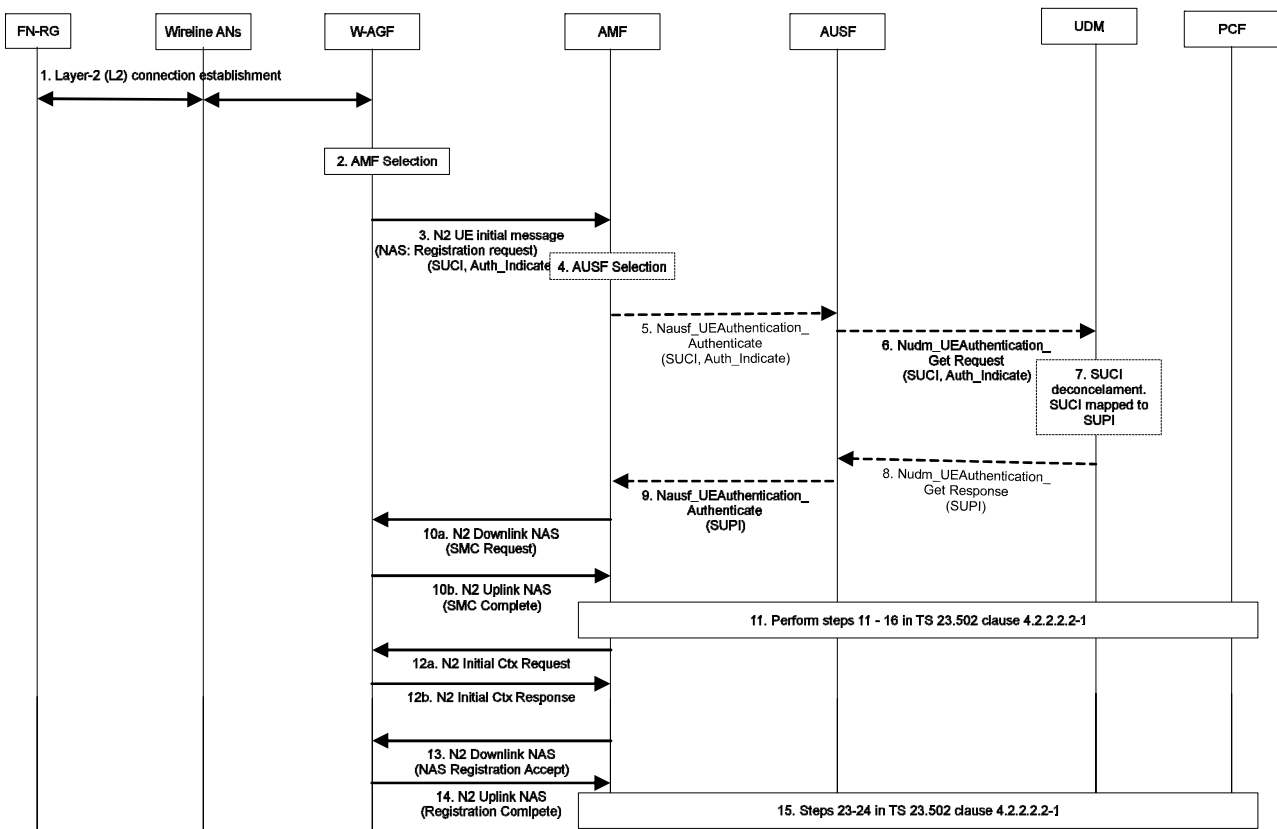 FN-RG
Wireline ANs
W-AGF
AMF
AUSF
UDM
PCF
1. Layer-2 (L2) connection establishment
2. AMF Selection
3. N2 UE initial message
(NAS: Registration request)
(SUCI, Auth_Indicate
4. AUSF Selection
5. Nausf_UEAuthentication_
Authenticate
(SUCI, Auth_Indicate)
6. Nudm_UEAuthentication_
Get Request
(SUCI, Auth_Indicate)
7. SUCI
deconcelament.
SUCI mapped to
SUPI
8. Nudm_UEAuthentication_
Get Response
(SUPI)
9. Nausf_UEAuthentication_
Authenticate
(SUPI)
10a. N2 Downlink NAS
(SMC Request)
10b. N2 Uplink NAS
(SMC Complete)
11. Perform steps 11 - 16 in TS 23.502 clause 4.2.2.2.2-1
12a. N2 Initial Ctx Request
12b. N2 Initial Ctx Response
13. N2 Downlink NAS
(NAS Registration Accept)
14. N2 Uplink NAS
(Registration Comlpete)
15. Steps 23-24 in TS 23.502 clause 4.2.2.2.2-1